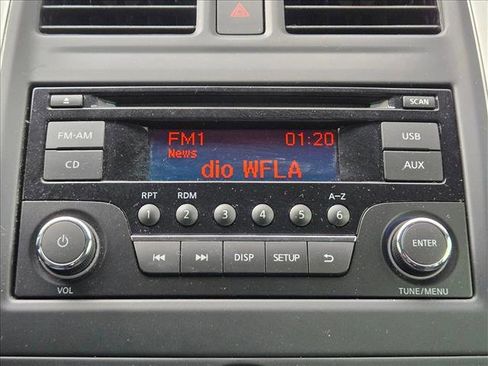 SCAN
FM1 01:20
News
dio WFLA
FM·AM USB
CD AUX
RPT RDM A-Z
1 2 3 4 5 6
DISP SETUP ENTER
VOL TUNE/MENU